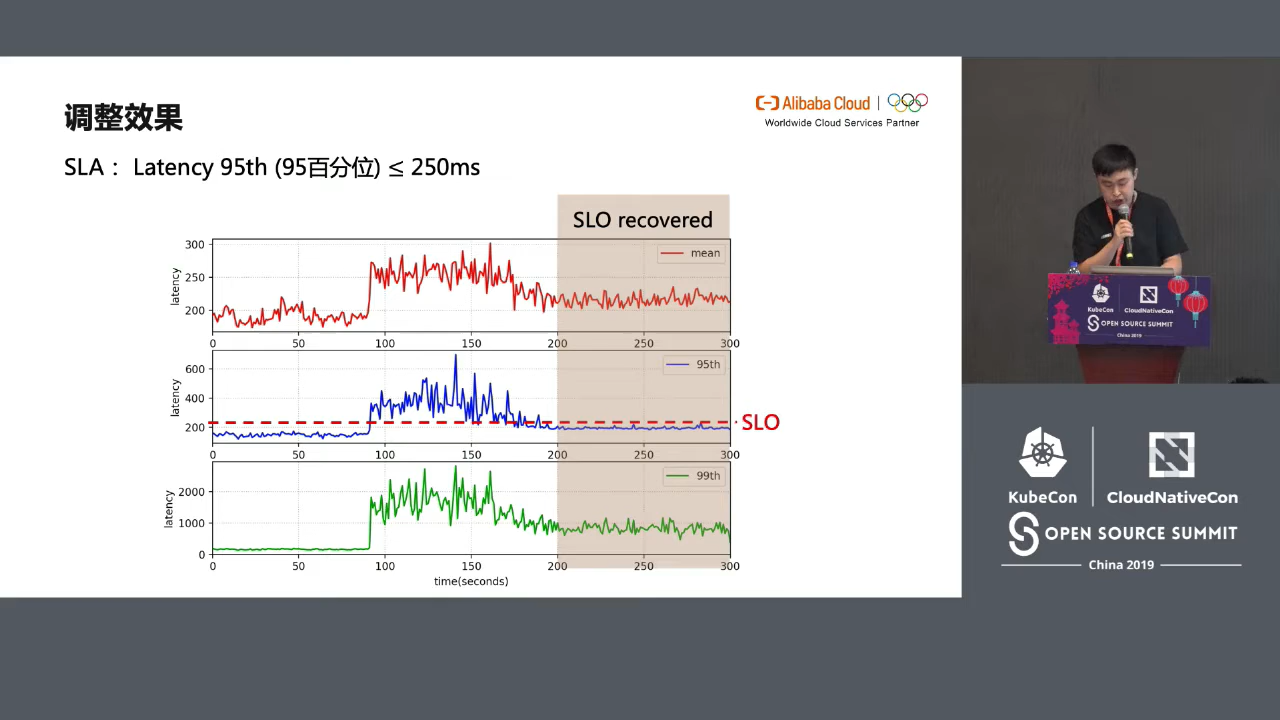 调整效果
Alibaba Cloud
Worldwide Cloud Services Partner
SLA： Latency 95th (95百分位) ≤ 250ms
SLO recovered
300
250
200
latency
mean
0 50 100 150 200 250 300
600
400
200
latency
95th
SLO
0 50 100 150 200 250 300
2000
1000
0
latency
99th
0 50 100 150 200 250 300
time(seconds)
KubeCon
CloudNativeCon
OPEN SOURCE SUMMIT
China 2019
KubeCon
CloudNativeCon
OPEN SOURCE SUMMIT
China 2019